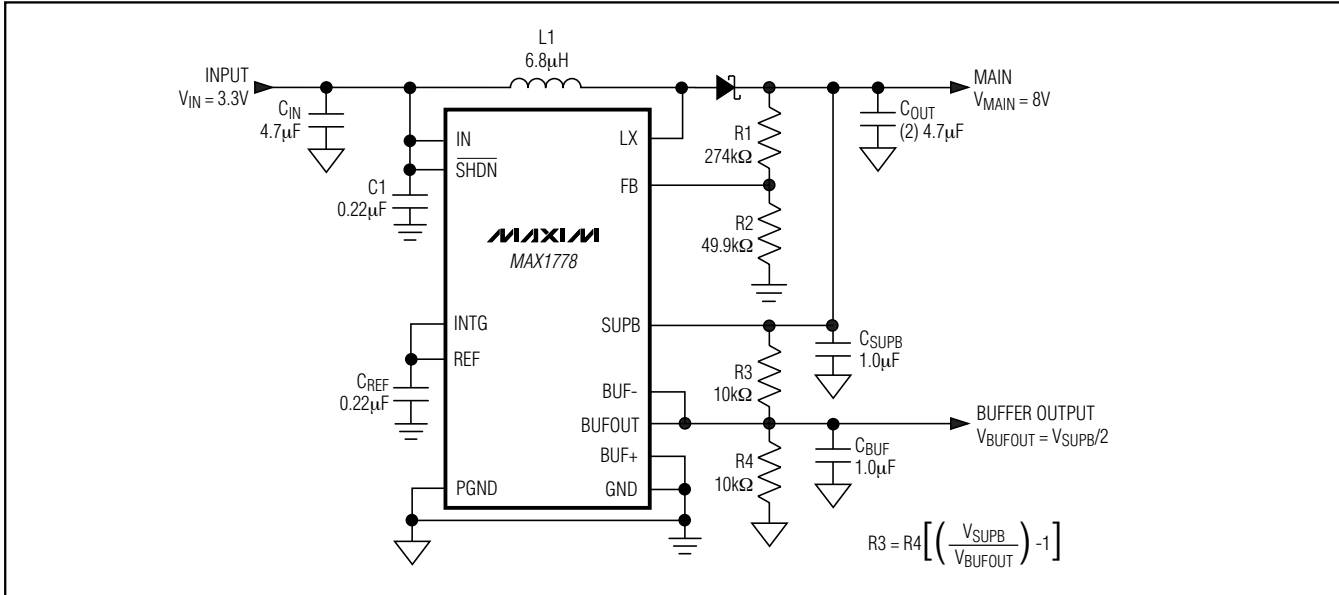 L1
6.8µH
INPUT
V_IN = 3.3V
C_IN
4.7µF
MAIN
V_MAIN = 8V
C_OUT
(2) 4.7µF
IN
SHDN
LX
FB
R1
274kΩ
C1
0.22µF
R2
49.9kΩ
MAXIM
MAX1778
INTG
REF
SUPB
C_SUPB
1.0µF
R3
10kΩ
C_REF
0.22µF
BUF-
BUFOUT
BUFFER OUTPUT
V_BUFOUT = V_SUPB/2
C_BUF
1.0µF
BUF+
R4
10kΩ
PGND
GND
R3 = R4[(V_SUPB/V_BUFOUT) -1]